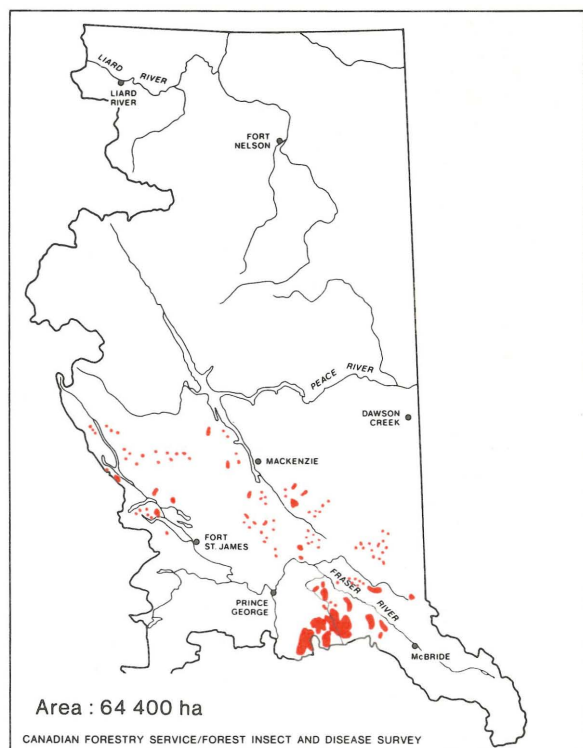 LIARD RIVER
LIARD
RIVER
FORT
NELSON
PEACE RIVER
DAWSON
CREEK
MACKENZIE
FORT
ST. JAMES
FRASER RIVER
PRINCE
GEORGE
McBRIDE
Area : 64 400 ha
CANADIAN FORESTRY SERVICE/FOREST INSECT AND DISEASE SURVEY